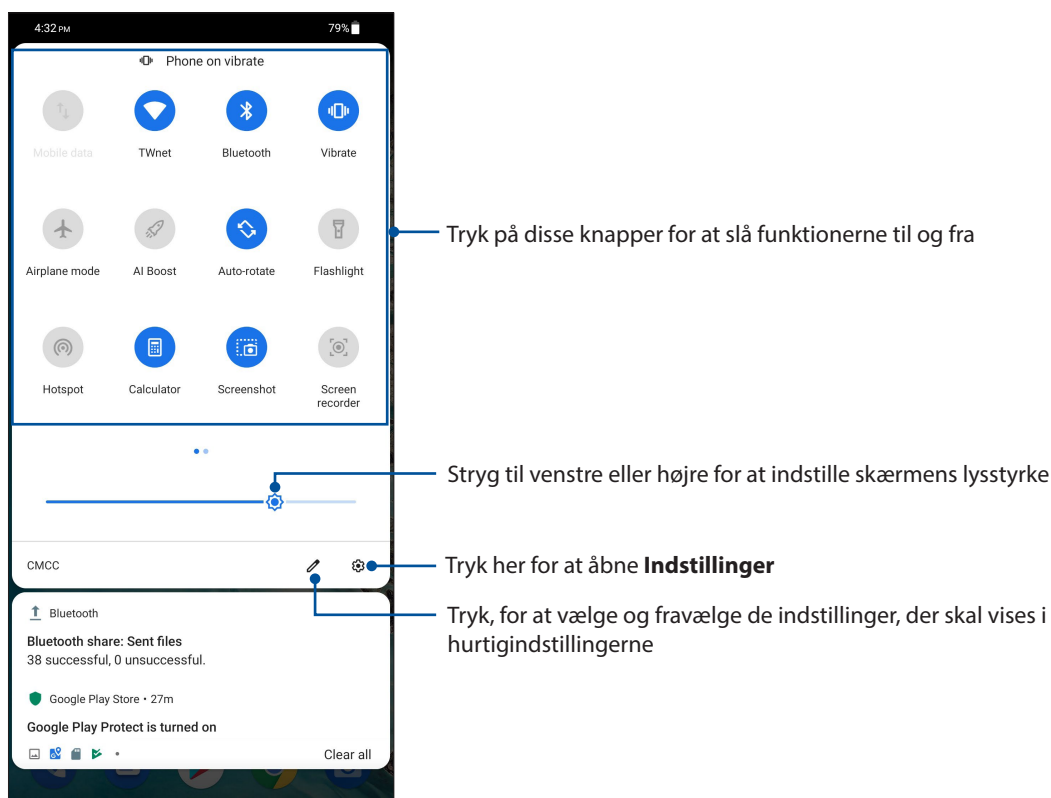 4:32 PM 79%
Phone on vibrate
Mobile data TWnet Bluetooth Vibrate
Airplane mode AI Boost Auto-rotate Flashlight
Hotspot Calculator Screenshot Screen
recorder
CMCC
Bluetooth
Bluetooth share: Sent files
38 successful, 0 unsuccessful.
Google Play Store • 27m
Google Play Protect is turned on
Clear all
Tryk på disse knapper for at slå funktionerne til og fra
Stryg til venstre eller højre for at indstille skærmens lysstyrke
Tryk her for at åbne Indstillinger
Tryk, for at vælge og fravælge de indstillinger, der skal vises i
hurtigindstillingerne